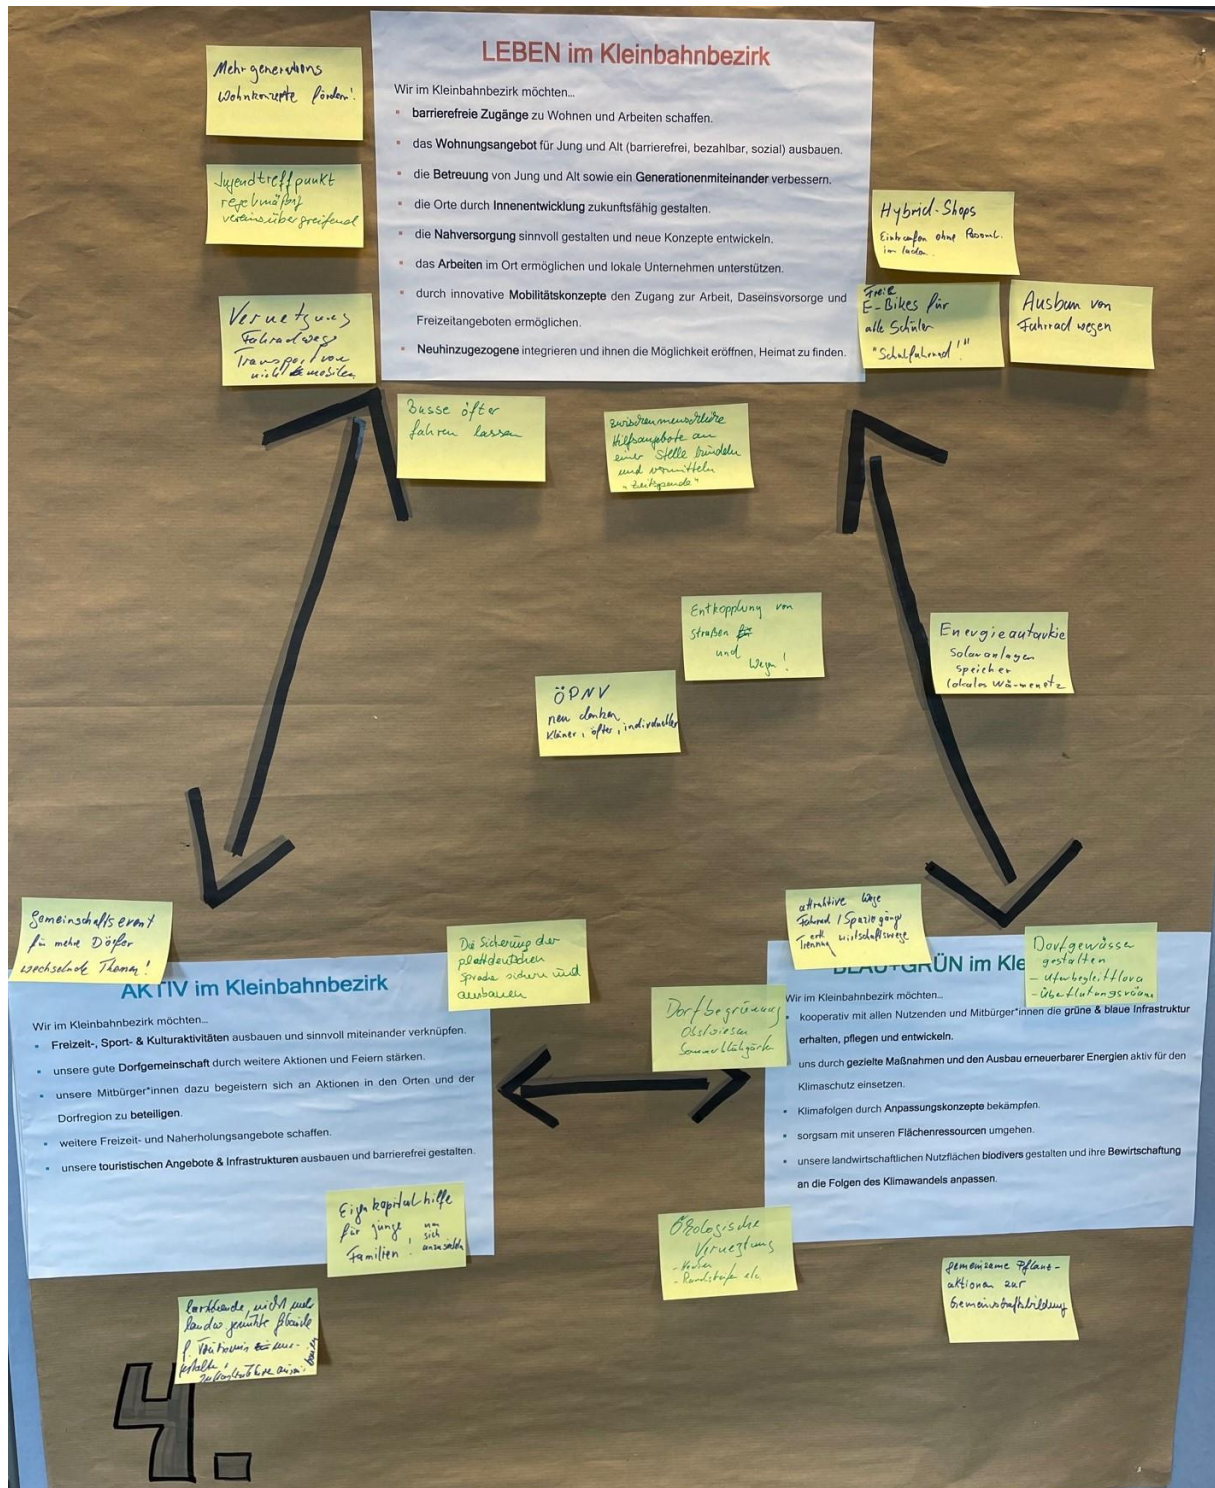 LEBEN im Kleinbahnbezirk
Wir im Kleinbahnbezirk möchten...
barrierefreie Zugänge zu Wohnen und Arbeiten schaffen.
das Wohnungsangebot für Jung und Alt (barrierefrei, bezahlbar, sozial) ausbauen.
die Betreuung von Jung und Alt sowie ein Generationenmiteinander verbessern.
die Orte durch Innenentwicklung zukunftsfähig gestalten.
die Nahversorgung sinnvoll gestalten und neue Konzepte entwickeln.
das Arbeiten im Ort ermöglichen und lokale Unternehmen unterstützen.
durch innovative Mobilitätskonzepte den Zugang zur Arbeit, Daseinsvorsorge und
Freizeitangeboten ermöglichen.
Neuhinzugezogene integrieren und ihnen die Möglichkeit eröffnen, Heimat zu finden.
Mehrgenerations
Wohnkonzepte fördern!
Jugendtreffpunkt
regelmäßig
vereinsübergreifend
Vernetzung
Fahrradwege
Transport von
nicht mobilen
Hybrid-Shops
Einkaufen ohne Personal
im Laden
Freie
E-Bikes für
alle Schüler
"Schulfahrrad!"
Ausbau von
Fahrradwegen
Busse öfter
fahren lassen
zwischenmenschliche
Hilfsangebote an
einer Stelle bündeln
und vermitteln
"Zeitspende"
Entkopplung von
Straßen
und
Wegen!
ÖPNV
neu denken
kleiner, öfter, individueller
Energieautarkie
Solaranlagen
Speicher
lokales Wärmenetz
Gemeinschaftsevent
für mehre Dörfer
wechselnde Themen!
AKTIV im Kleinbahnbezirk
Wir im Kleinbahnbezirk möchten...
Freizeit-, Sport- & Kulturaktivitäten ausbauen und sinnvoll miteinander verknüpfen.
unsere gute Dorfgemeinschaft durch weitere Aktionen und Feiern stärken.
unsere Mitbürger*innen dazu begeistern sich an Aktionen in den Orten und der
Dorfregion zu beteiligen.
weitere Freizeit- und Naherholungsangebote schaffen.
unsere touristischen Angebote & Infrastrukturen ausbauen und barrierefrei gestalten.
Die Sicherung der
plattdeutschen
Sprache sichern und
ausbauen
Eigenkapitalhilfe
für junge
Familien, um
sich
anzusiedeln
leerstehende, nicht mehr
genutzte Gebäude
f. Tourismus
attraktive Wege
Fahrrad / Spaziergänge
Trennung Wirtschaftswege
Dorfgewässer
gestalten
- Uferbegleitflora
- Überflutungsräume
BLAU+GRÜN im Kle
Wir im Kleinbahnbezirk möchten...
kooperativ mit allen Nutzenden und Mitbürger*innen die grüne & blaue Infrastruktur
erhalten, pflegen und entwickeln.
uns durch gezielte Maßnahmen und den Ausbau erneuerbarer Energien aktiv für den
Klimaschutz einsetzen.
Klimafolgen durch Anpassungskonzepte bekämpfen.
sorgsam mit unseren Flächenressourcen umgehen.
unsere landwirtschaftlichen Nutzflächen biodivers gestalten und ihre Bewirtschaftung
an die Folgen des Klimawandels anpassen.
Dorfbegrünung
Obstwiesen
Ökologische
Vernetzung
- Hecken
- Randstreifen etc
gemeinsame Pflanz-
aktionen zur
Gemeinschaftsbildung
4.